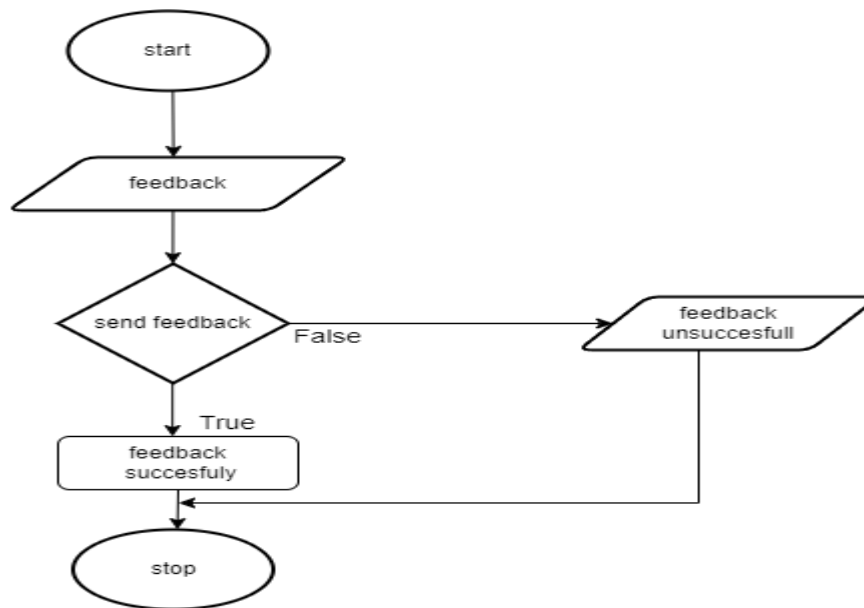 start
feedback
send feedback
False
feedback
unsuccesfull
True
feedback
succesfuly
stop